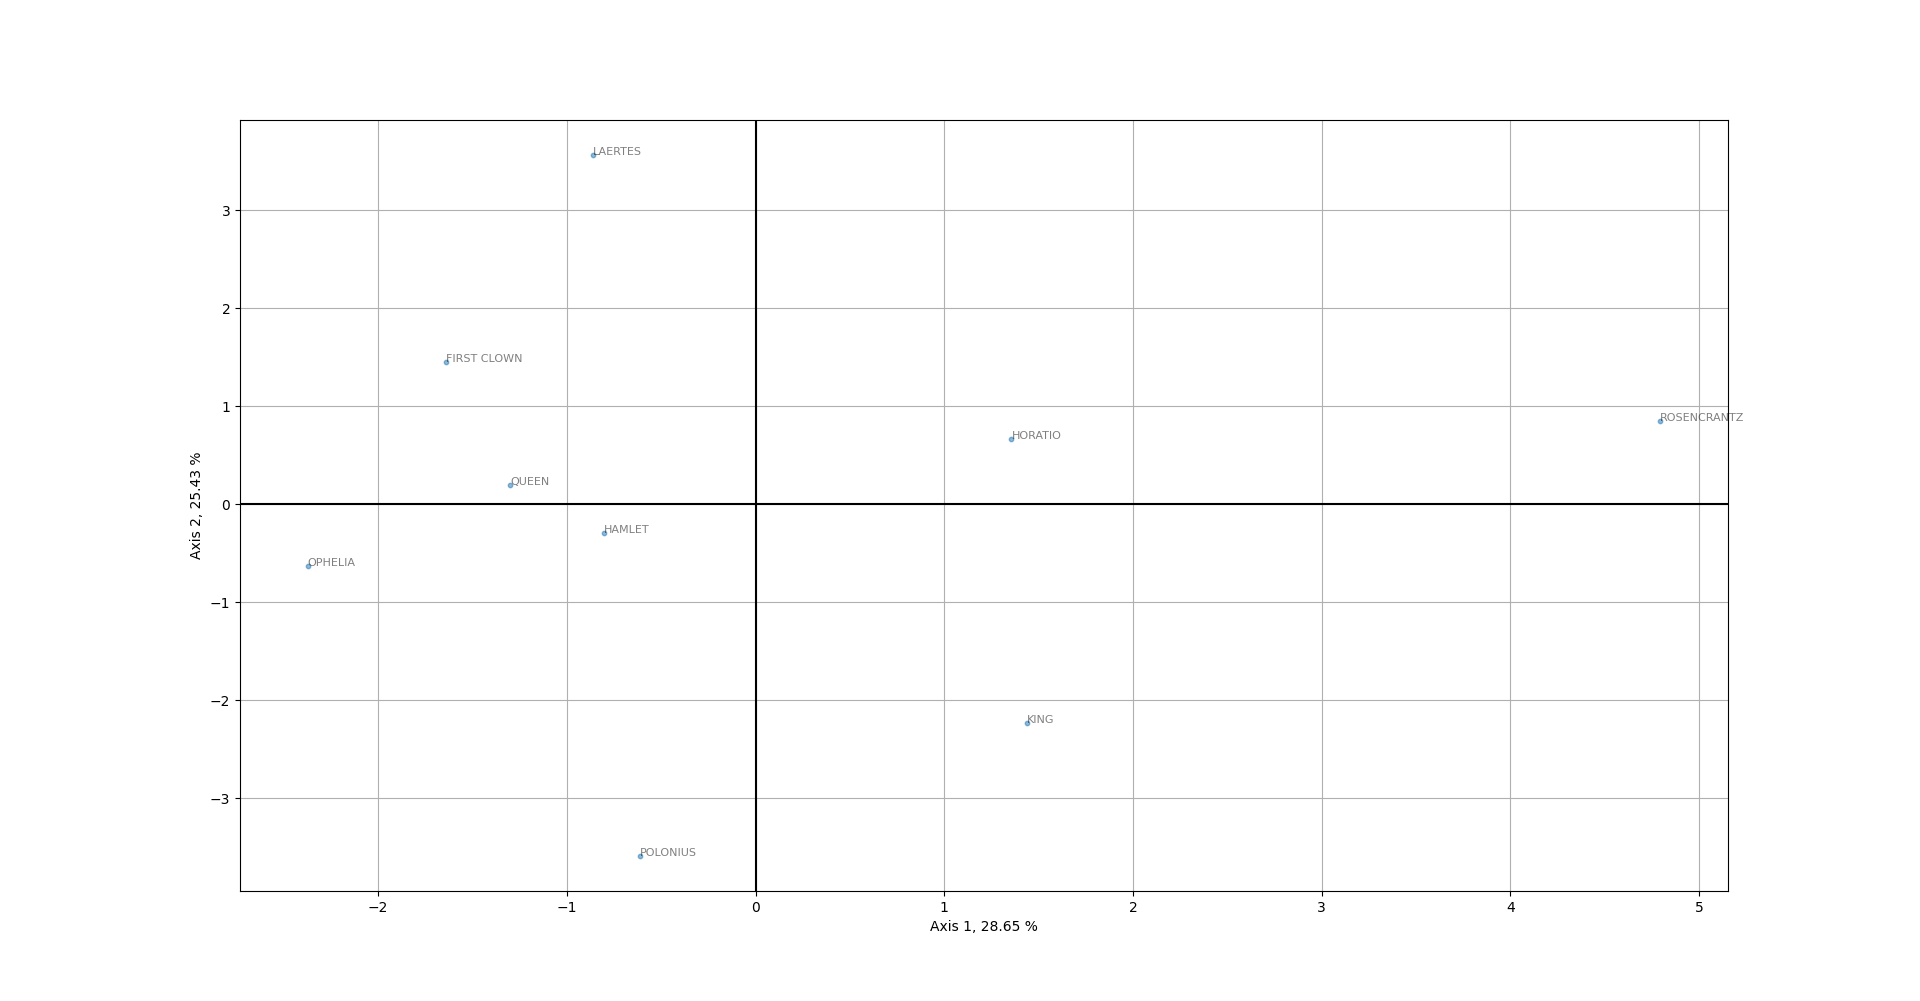 LAERTES
3
2
FIRST CLOWN
1
ROSENCRANTZ
HORATIO
QUEEN
0
HAMLET
OPHELIA
−1
−2
KING
−3
POLONIUS
Axis 2, 25.43 %
−2 −1 0 1 2 3 4 5
Axis 1, 28.65 %